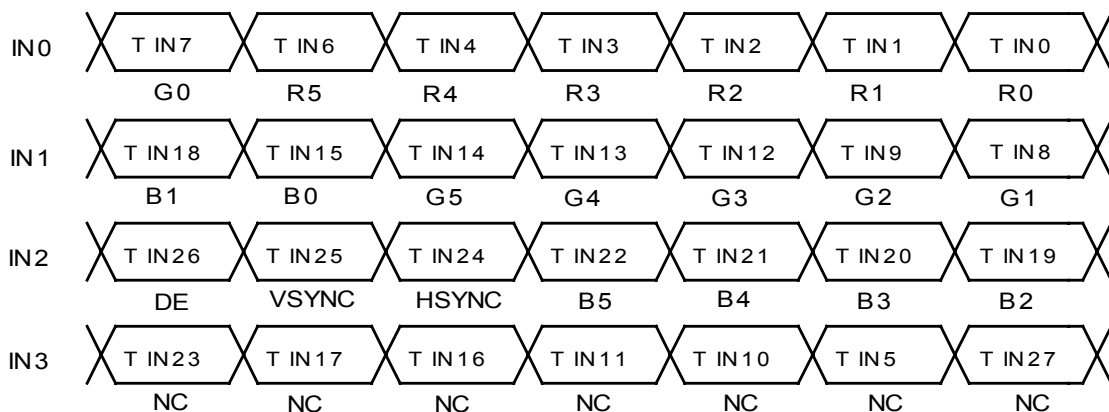 IN0 T IN7 T IN6 T IN4 T IN3 T IN2 T IN1 T IN0
G0 R5 R4 R3 R2 R1 R0
IN1 T IN18 T IN15 T IN14 T IN13 T IN12 T IN9 T IN8
B1 B0 G5 G4 G3 G2 G1
IN2 T IN26 T IN25 T IN24 T IN22 T IN21 T IN20 T IN19
DE VSYNC HSYNC B5 B4 B3 B2
IN3 T IN23 T IN17 T IN16 T IN11 T IN10 T IN5 T IN27
NC NC NC NC NC NC NC